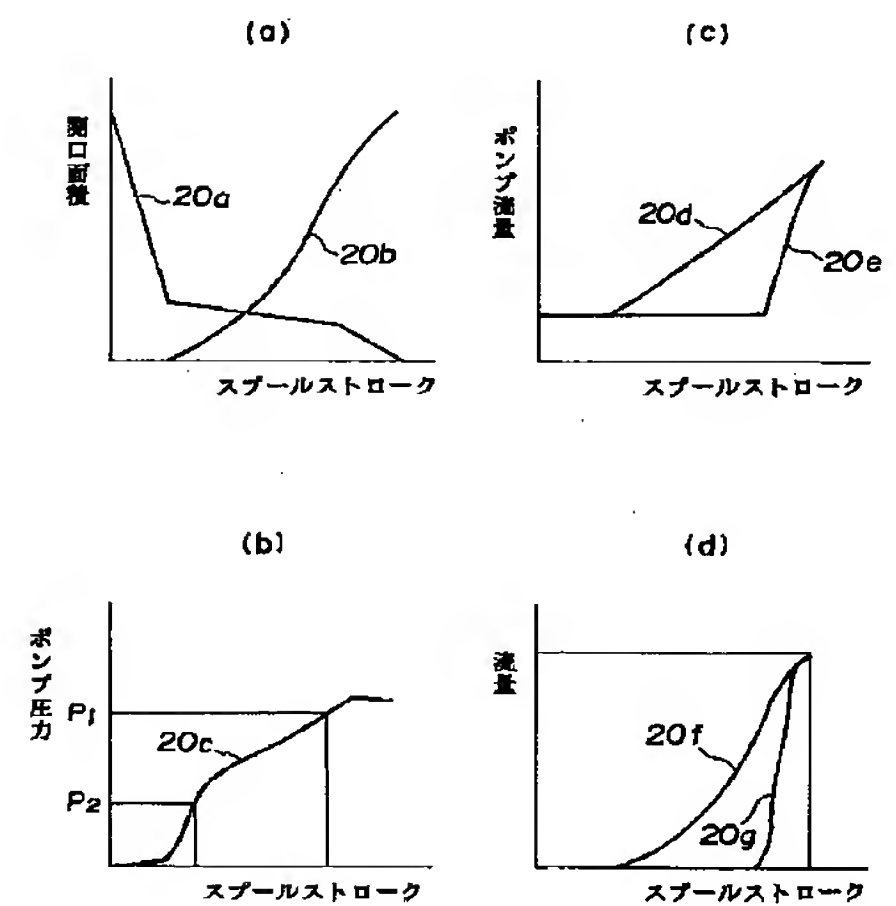 (a)
開口面積
20a
20b
スプールストローク
(c)
ポンプ流量
20d
20e
スプールストローク
(b)
ポンプ圧力
P1
P2
20c
スプールストローク
(d)
流量
20f
20g
スプールストローク